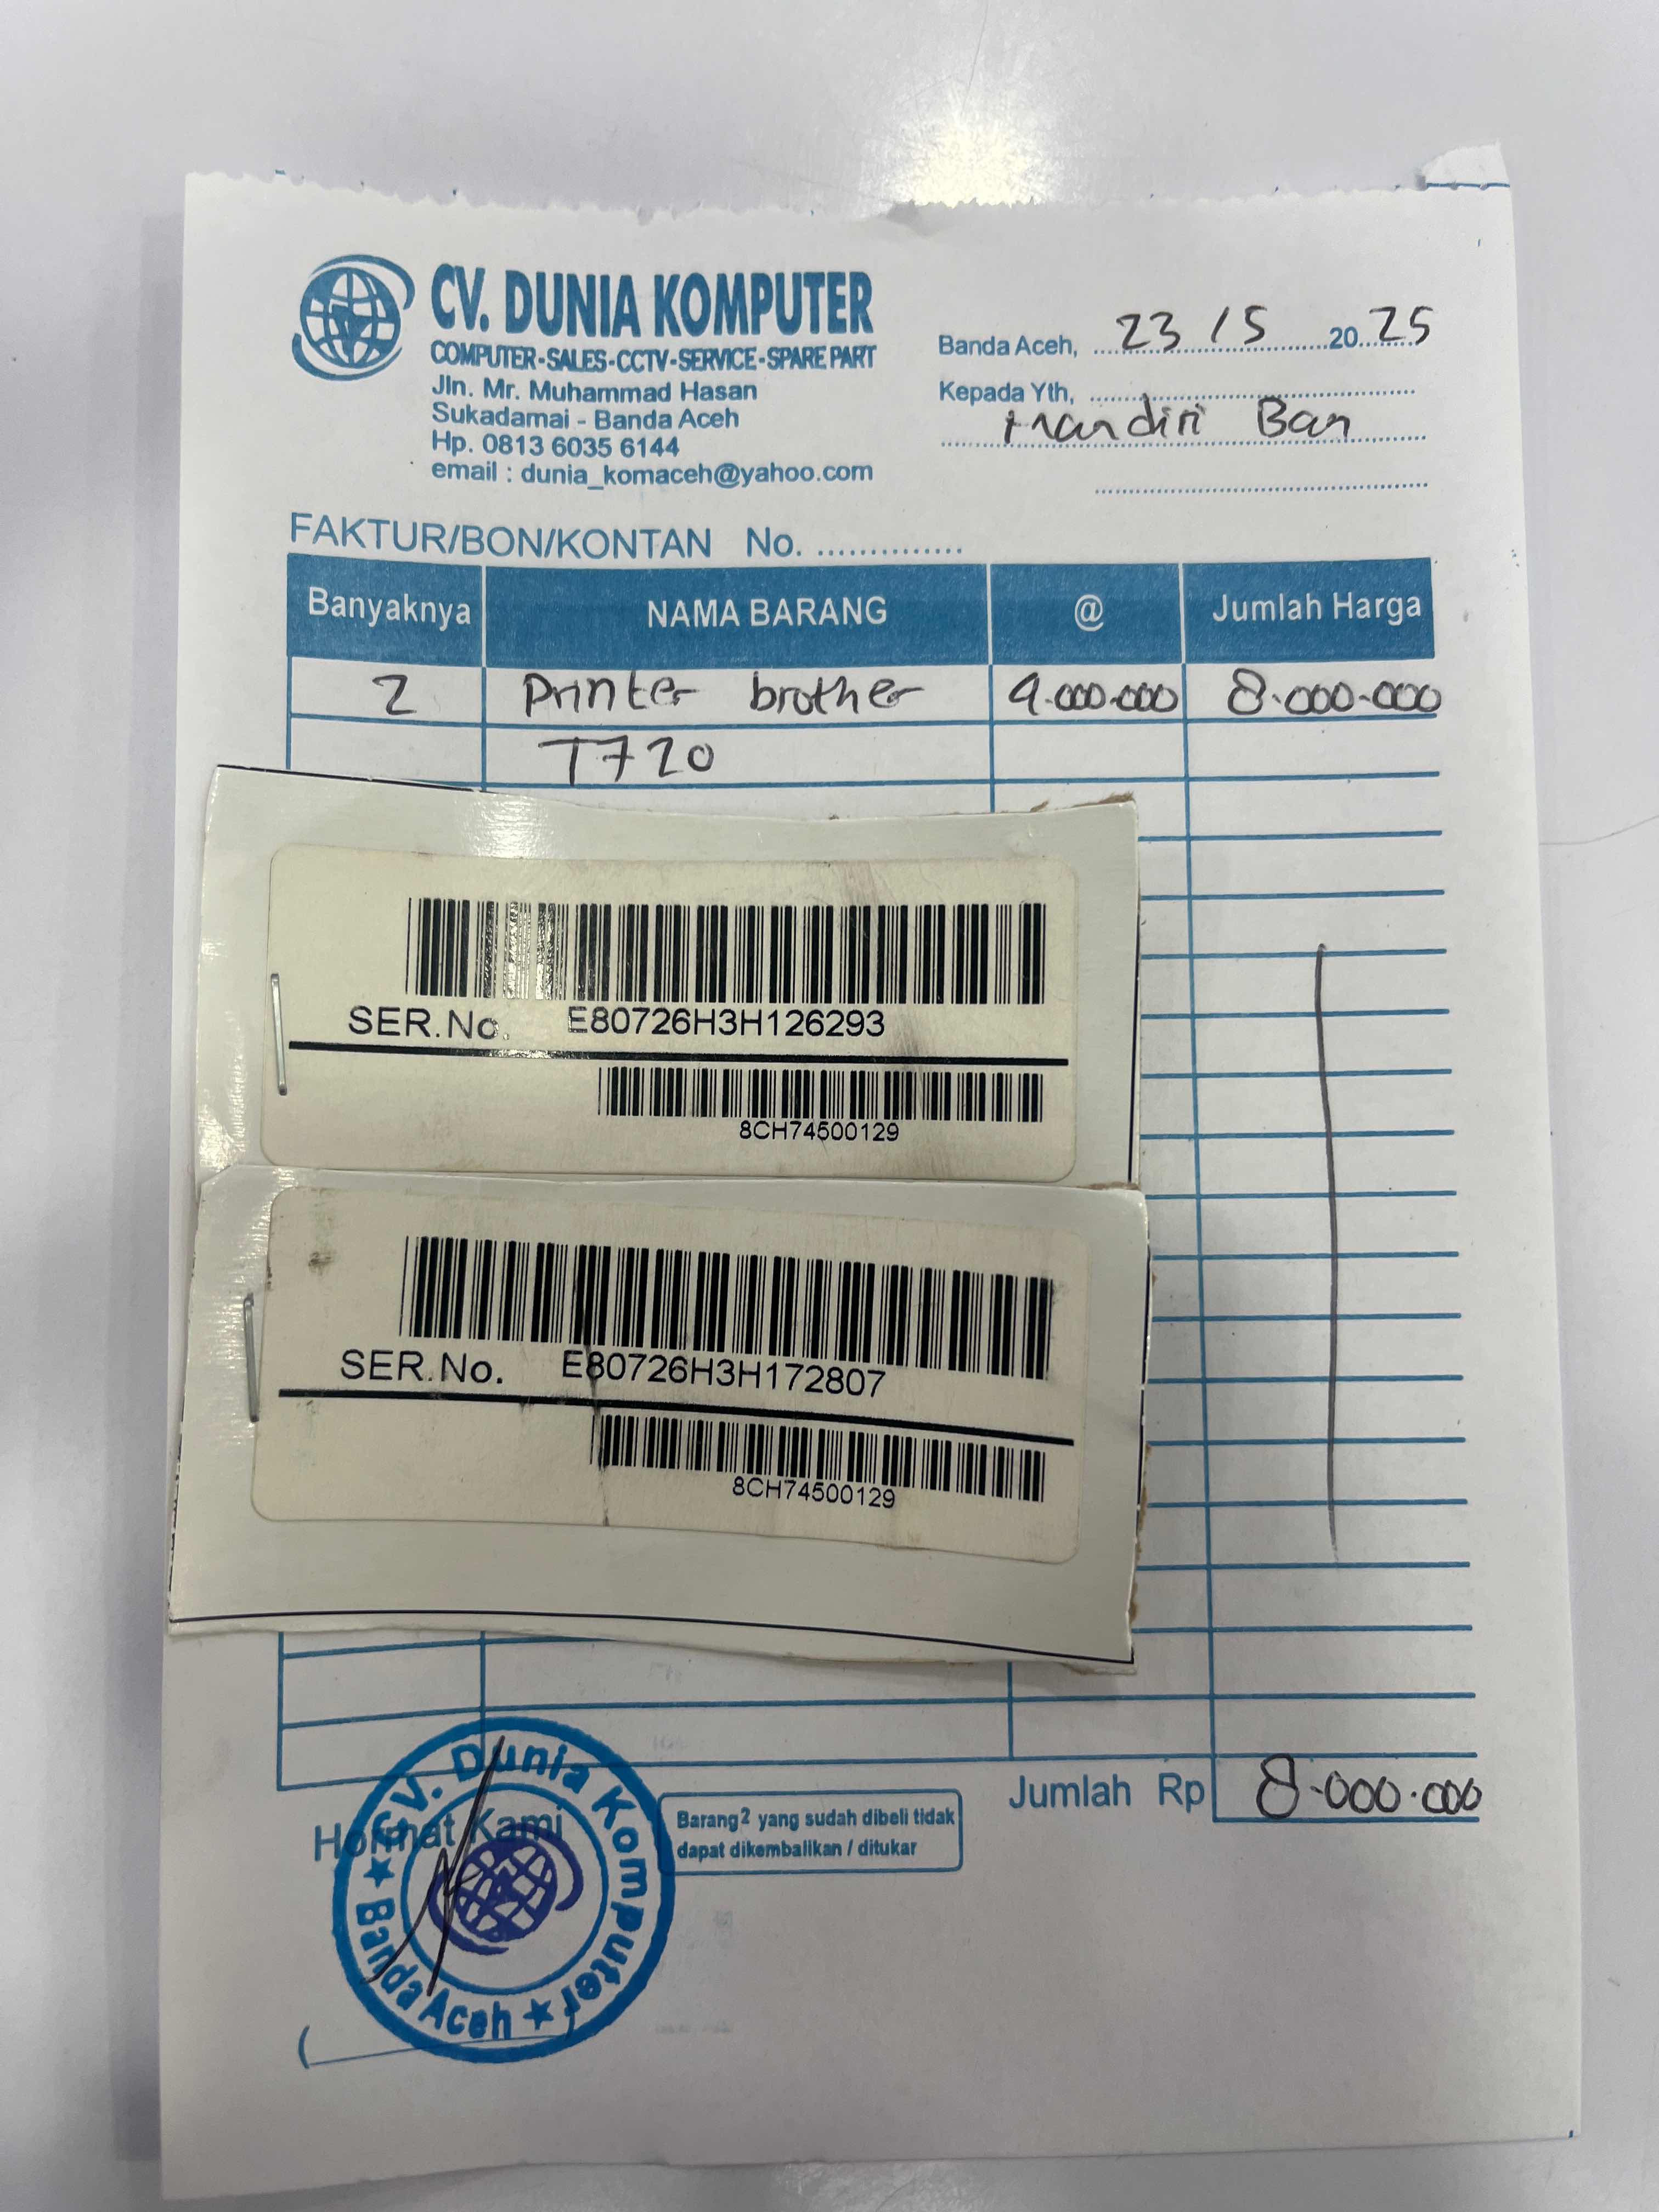 CV. DUNIA KOMPUTER
COMPUTER-SALES-CCTV-SERVICE-SPARE PART
Jln. Mr. Muhammad Hasan
Sukadamai - Banda Aceh
Hp. 0813 6035 6144
email : dunia_komaceh@yahoo.com
Banda Aceh, 23 / 5 2025
Kepada Yth,
Mandiri Ban
FAKTUR/BON/KONTAN No. ..............
Banyaknya NAMA BARANG @ Jumlah Harga
2 Printer brother 4.000.000 8.000.000
T720
SER.No. E80726H3H126293
8CH74500129
SER.No. E80726H3H172807
8CH74500129
Jumlah Rp 8.000.000
Hormat Kami
Barang2 yang sudah dibeli tidak
dapat dikembalikan / ditukar
CV. Dunia Komputer
Banda Aceh